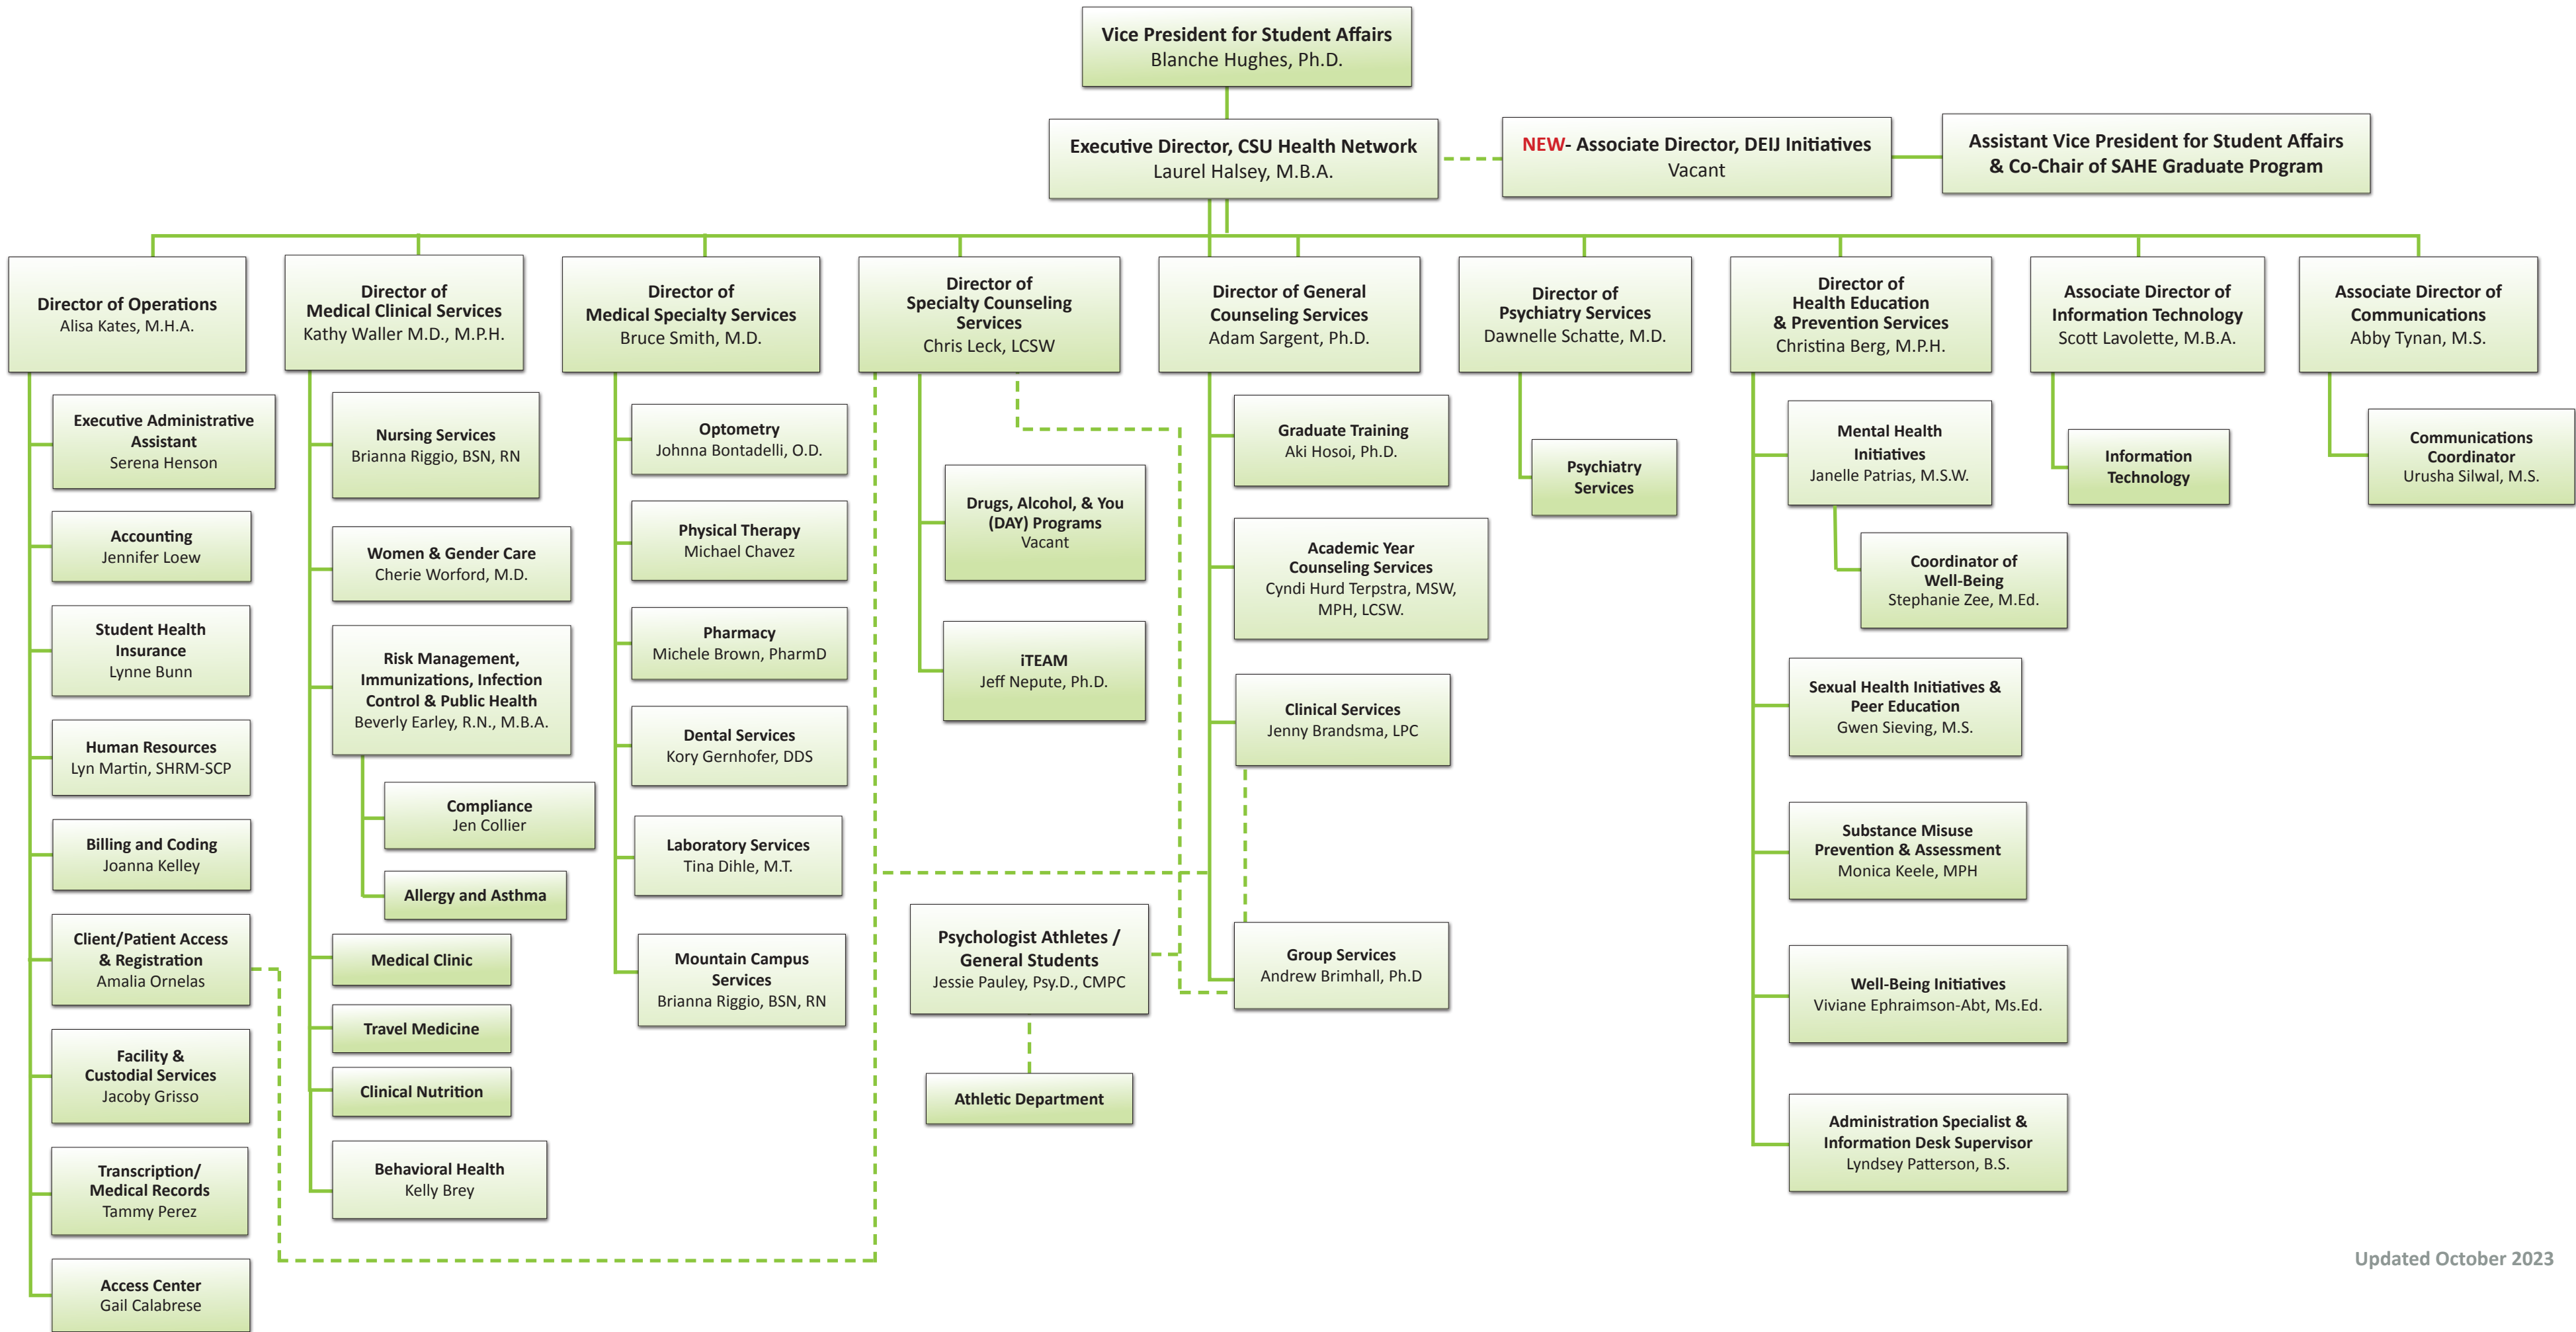 Vice President for Student Affairs
Blanche Hughes, Ph.D.
Executive Director, CSU Health Network
Laurel Halsey, M.B.A.
NEW- Associate Director, DEIJ Initiatives
Vacant
Assistant Vice President for Student Affairs
& Co-Chair of SAHE Graduate Program
Director of Operations
Alisa Kates, M.H.A.
Executive Administrative
Assistant
Serena Henson
Accounting
Jennifer Loew
Student Health
Insurance
Lynne Bunn
Human Resources
Lyn Martin, SHRM-SCP
Billing and Coding
Joanna Kelley
Client/Patient Access
& Registration
Amalia Ornelas
Facility &
Custodial Services
Jacoby Grisso
Transcription/
Medical Records
Tammy Perez
Access Center
Gail Calabrese
Director of
Medical Clinical Services
Kathy Waller M.D., M.P.H.
Nursing Services
Brianna Riggio, BSN, RN
Women & Gender Care
Cherie Worford, M.D.
Risk Management,
Immunizations, Infection
Control & Public Health
Beverly Earley, R.N., M.B.A.
Compliance
Jen Collier
Allergy and Asthma
Medical Clinic
Travel Medicine
Clinical Nutrition
Behavioral Health
Kelly Brey
Director of
Medical Specialty Services
Bruce Smith, M.D.
Optometry
Johnna Bontadelli, O.D.
Physical Therapy
Michael Chavez
Pharmacy
Michele Brown, PharmD
Dental Services
Kory Gernhofer, DDS
Laboratory Services
Tina Dihle, M.T.
Mountain Campus
Services
Brianna Riggio, BSN, RN
Director of
Specialty Counseling
Services
Chris Leck, LCSW
Drugs, Alcohol, & You
(DAY) Programs
Vacant
iTEAM
Jeff Nepute, Ph.D.
Psychologist Athletes /
General Students
Jessie Pauley, Psy.D., CMPC
Athletic Department
Director of General
Counseling Services
Adam Sargent, Ph.D.
Graduate Training
Aki Hosoi, Ph.D.
Academic Year
Counseling Services
Cyndi Hurd Terpstra, MSW,
MPH, LCSW.
Clinical Services
Jenny Brandsma, LPC
Group Services
Andrew Brimhall, Ph.D
Director of
Psychiatry Services
Dawnelle Schatte, M.D.
Psychiatry
Services
Director of
Health Education
& Prevention Services
Christina Berg, M.P.H.
Mental Health
Initiatives
Janelle Patrias, M.S.W.
Coordinator of
Well-Being
Stephanie Zee, M.Ed.
Sexual Health Initiatives &
Peer Education
Gwen Sieving, M.S.
Substance Misuse
Prevention & Assessment
Monica Keele, MPH
Well-Being Initiatives
Viviane Ephraimson-Abt, Ms.Ed.
Administration Specialist &
Information Desk Supervisor
Lyndsey Patterson, B.S.
Associate Director of
Information Technology
Scott Lavolette, M.B.A.
Information
Technology
Associate Director of
Communications
Abby Tynan, M.S.
Communications
Coordinator
Urusha Silwal, M.S.
Updated October 2023